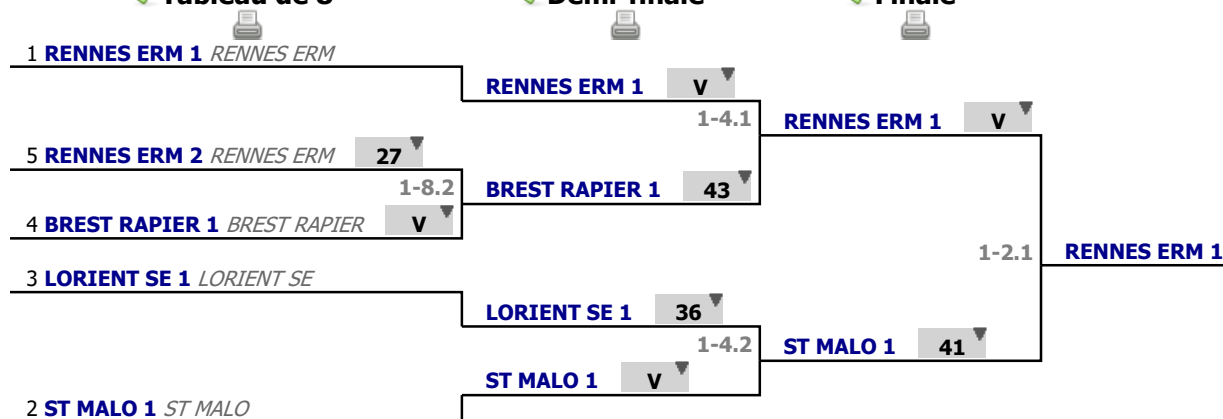 Tableau de 8
Demi-finale
Finale
1 RENNES ERM 1 RENNES ERM
RENNES ERM 1 V
1-4.1
RENNES ERM 1 V
5 RENNES ERM 2 RENNES ERM 27
1-8.2
BREST RAPIER 1 43
4 BREST RAPIER 1 BREST RAPIER V
1-2.1
RENNES ERM 1
3 LORIENT SE 1 LORIENT SE
LORIENT SE 1 36
1-4.2
ST MALO 1 41
ST MALO 1 V
2 ST MALO 1 ST MALO